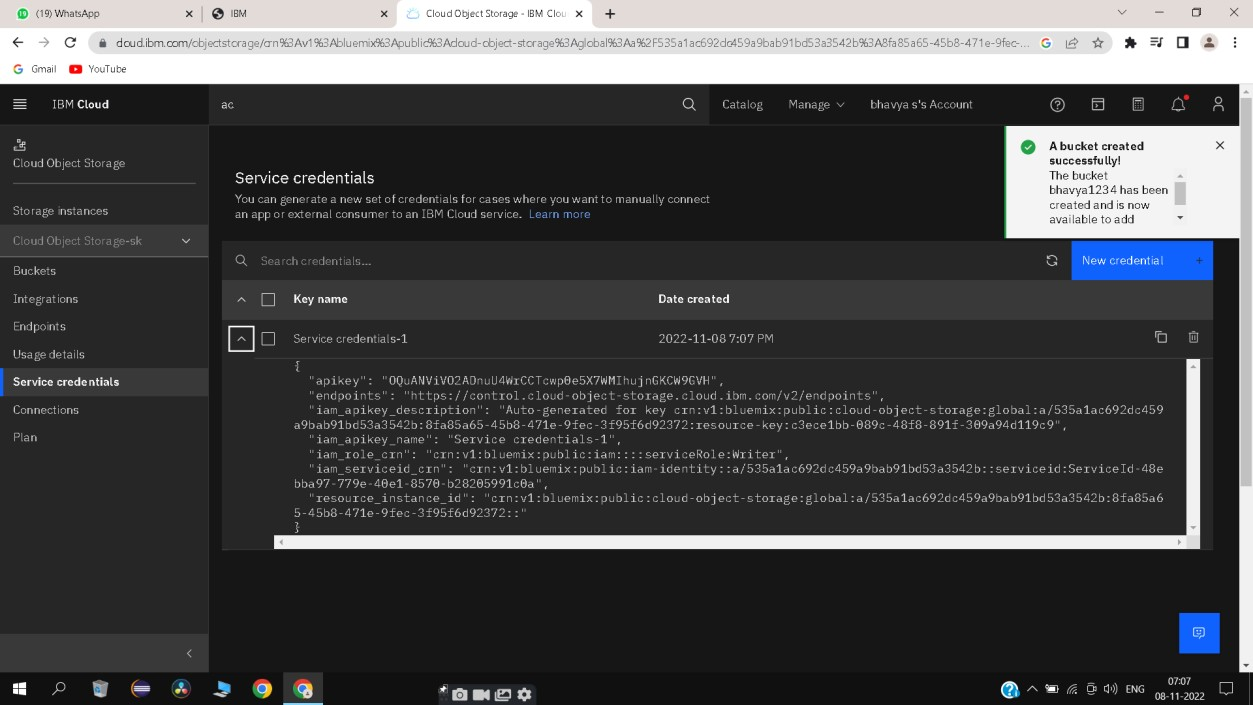 (19) WhatsApp
IBM
Cloud Object Storage - IBM Clou
cloud.ibm.com/objectstorage/crn%3Av1%3Abluemix%3Apublic%3Acloud-object-storage%3Aglobal%3Aa%2F535a1ac692dc459a9bab91bd53a3542b%3A8fa85a65-45b8-471e-9fec-...
Gmail
YouTube
IBM Cloud
ac
Catalog
Manage
bhavya s's Account
Cloud Object Storage
Storage instances
Cloud Object Storage-sk
Buckets
Integrations
Endpoints
Usage details
Service credentials
Connections
Plan
A bucket created
successfully!
The bucket
bhavya1234 has been
created and is now
available to add
Service credentials
You can generate a new set of credentials for cases where you want to manually connect
an app or external consumer to an IBM Cloud service. Learn more
Search credentials...
New credential +
Key name
Date created
Service credentials-1
2022-11-08 7:07 PM
{
"apikey": "OQuANViVO2ADnuU4WrCCTcwp0e5X7WMIhujnGKCW9GVH",
"endpoints": "https://control.cloud-object-storage.cloud.ibm.com/v2/endpoints",
"iam_apikey_description": "Auto-generated for key crn:v1:bluemix:public:cloud-object-storage:global:a/535a1ac692dc459
a9bab91bd53a3542b:8fa85a65-45b8-471e-9fec-3f95f6d92372:resource-key:c3ece1bb-089c-48f8-891f-309a94d119c9",
"iam_apikey_name": "Service credentials-1",
"iam_role_crn": "crn:v1:bluemix:public:iam::::serviceRole:Writer",
"iam_serviceid_crn": "crn:v1:bluemix:public:iam-identity::a/535a1ac692dc459a9bab91bd53a3542b::serviceid:ServiceId-48e
bba97-779e-40e1-8570-b28205991c0a",
"resource_instance_id": "crn:v1:bluemix:public:cloud-object-storage:global:a/535a1ac692dc459a9bab91bd53a3542b:8fa85a6
5-45b8-471e-9fec-3f95f6d92372::"
}
ENG
07:07
08-11-2022